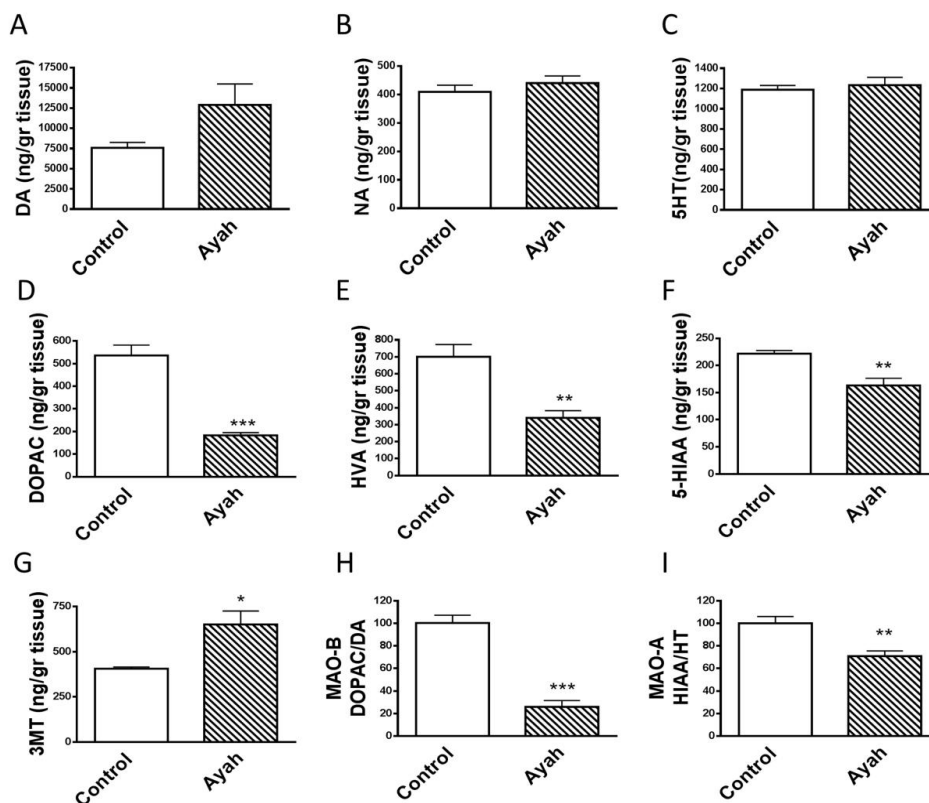 A
DA (ng/gr tissue)
17500
15000
12500
10000
7500
5000
2500
0
Control
Ayah
B
NA (ng/gr tissue)
500
400
300
200
100
0
Control
Ayah
C
5HT(ng/gr tissue)
1400
1200
1000
800
600
400
200
0
Control
Ayah
D
DOPAC (ng/gr tissue)
600
500
400
300
200
100
0
***
Control
Ayah
E
HVA (ng/gr tissue)
800
700
600
500
400
300
200
100
0
**
Control
Ayah
F
5-HIAA (ng/gr tissue)
250
200
150
100
50
0
**
Control
Ayah
G
3MT (ng/gr tissue)
750
500
250
0
*
Control
Ayah
H
MAO-B
DOPAC/DA
120
100
80
60
40
20
0
***
Control
Ayah
I
MAO-A
HIAA/HT
120
100
80
60
40
20
0
**
Control
Ayah